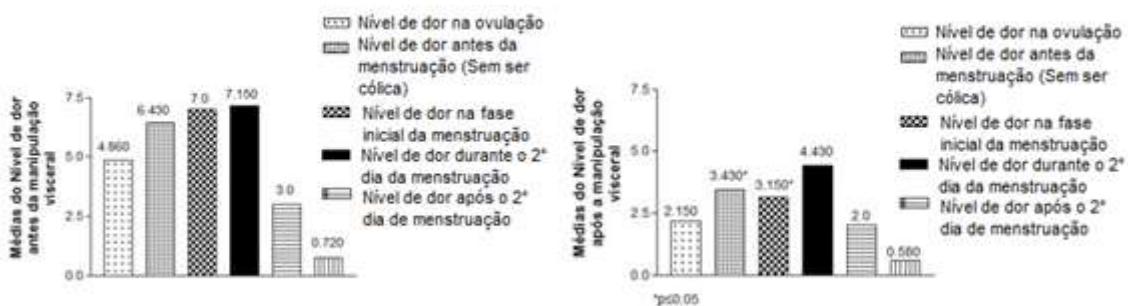 Nível de dor na ovulação
Nível de dor antes da
menstruação (Sem ser
cólica)
Nível de dor na fase
inicial da menstruação
Nível de dor durante o 2°
dia da menstruação
Nível de dor após o 2°
dia de menstruação
Médias do Nível de dor
antes da manipulação
visceral
7.5
5.0
2.5
0.0
4.860
6.430
7.0
7.150
3.0
0.720
Nível de dor na ovulação
Nível de dor antes da
menstruação (Sem ser
cólica)
Nível de dor na fase
inicial da menstruação
Nível de dor durante o 2°
dia da menstruação
Nível de dor após o 2°
dia de menstruação
Médias do Nível de dor
após a manipulação
visceral
7.5
5.0
2.5
0.0
2.150
3.430*
3.150*
4.430
2.0
0.580
*p≤0.05